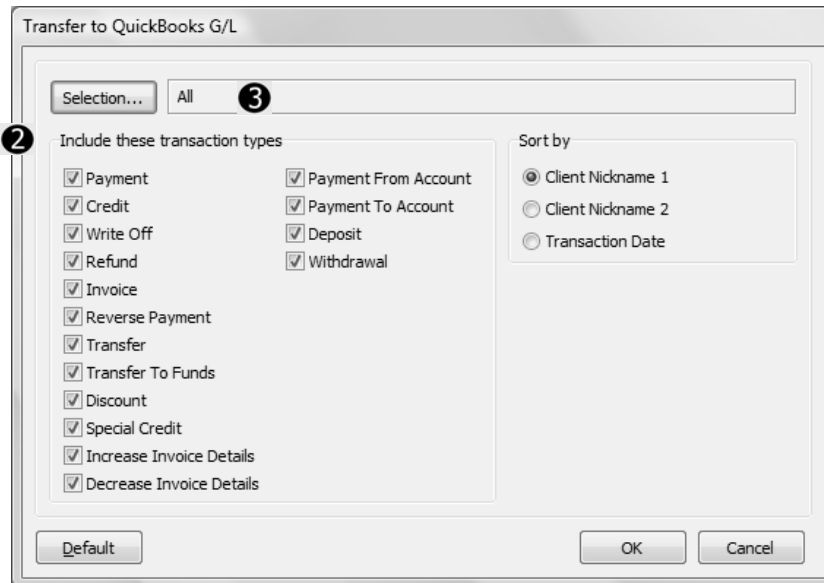 Transfer to QuickBooks G/L
Selection... All ❸
❷ Include these transaction types
Payment
Credit
Write Off
Refund
Invoice
Reverse Payment
Transfer
Transfer To Funds
Discount
Special Credit
Increase Invoice Details
Decrease Invoice Details
Payment From Account
Payment To Account
Deposit
Withdrawal
Sort by
Client Nickname 1
Client Nickname 2
Transaction Date
Default OK Cancel